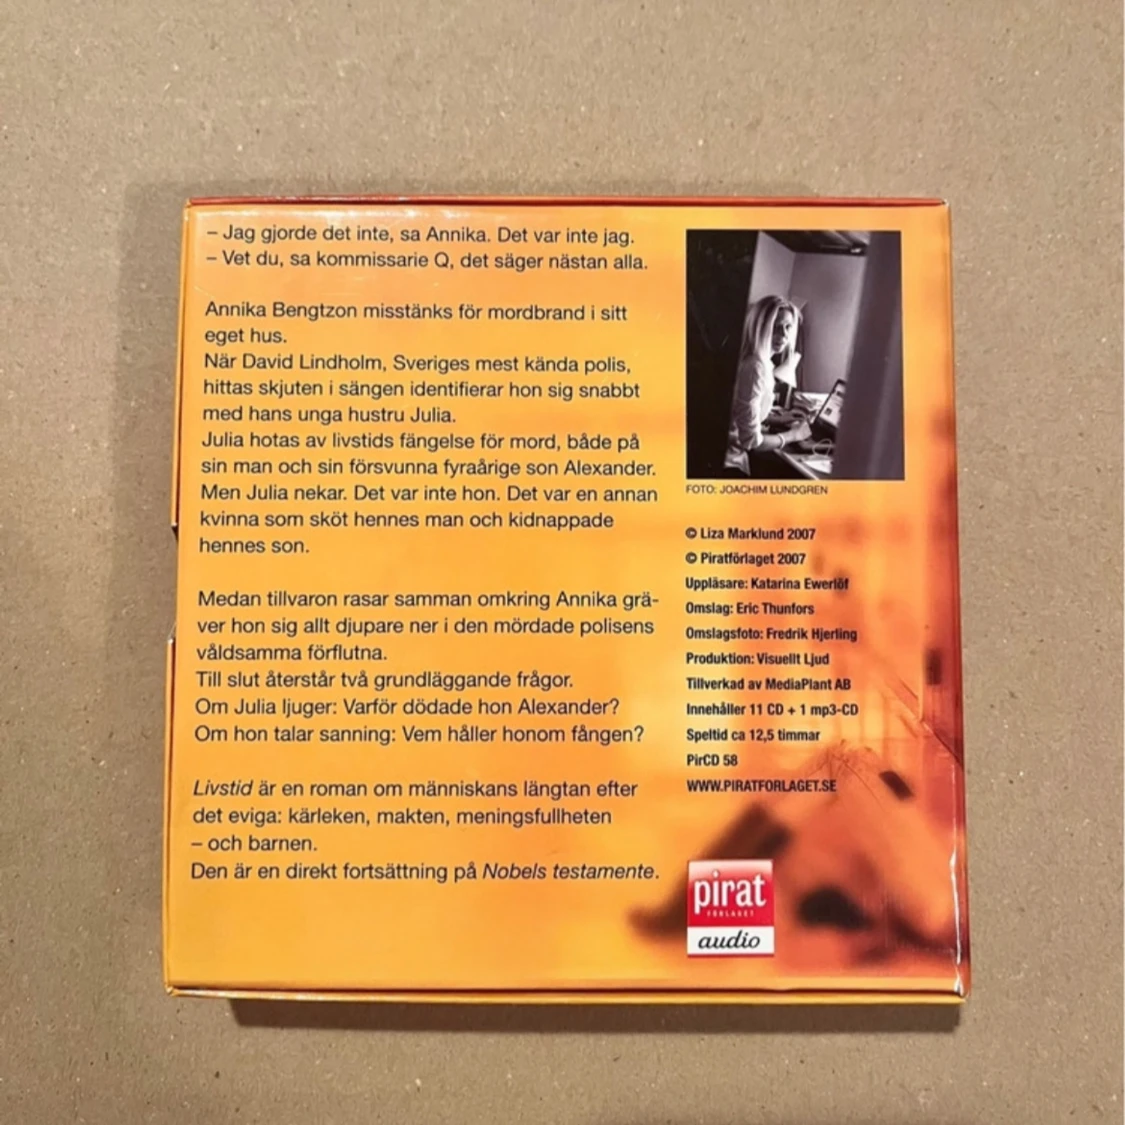 – Jag gjorde det inte, sa Annika. Det var inte jag.
– Vet du, sa kommissarie Q, det säger nästan alla.
Annika Bengtzon misstänks för mordbrand i sitt
eget hus.
När David Lindholm, Sveriges mest kända polis,
hittas skjuten i sängen identifierar hon sig snabbt
med hans unga hustru Julia.
Julia hotas av livstids fängelse för mord, både på
sin man och sin försvunna fyraårige son Alexander.
Men Julia nekar. Det var inte hon. Det var en annan
kvinna som sköt hennes man och kidnappade
hennes son.
Medan tillvaron rasar samman omkring Annika grä-
ver hon sig allt djupare ner i den mördade polisens
våldsamma förflutna.
Till slut återstår två grundläggande frågor.
Om Julia ljuger: Varför dödade hon Alexander?
Om hon talar sanning: Vem håller honom fången?
Livstid är en roman om människans längtan efter
det eviga: kärleken, makten, meningsfullheten
– och barnen.
Den är en direkt fortsättning på Nobels testamente.
FOTO: JOACHIM LUNDGREN
© Liza Marklund 2007
© Piratförlaget 2007
Uppläsare: Katarina Ewerlöf
Omslag: Eric Thunfors
Omslagsfoto: Fredrik Hjerling
Produktion: Visuellt Ljud
Tillverkad av MediaPlant AB
Innehåller 11 CD + 1 mp3-CD
Speltid ca 12,5 timmar
PirCD 58
WWW.PIRATFORLAGET.SE
pirat
FÖRLAGET
audio